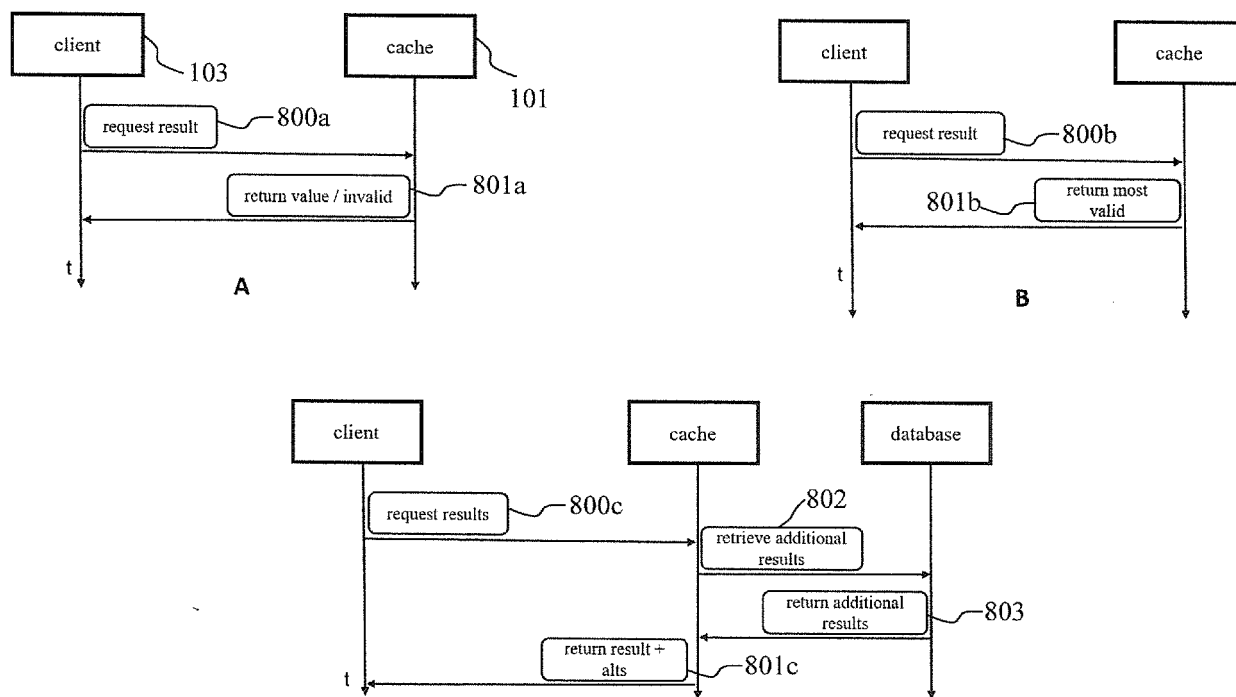 client
cache
103
101
request result
800a
return value / invalid
801a
t
A
client
cache
request result
800b
return most
valid
801b
t
B
client
cache
database
request results
800c
802
retrieve additional
results
return additional
results
803
return result +
alts
801c
t